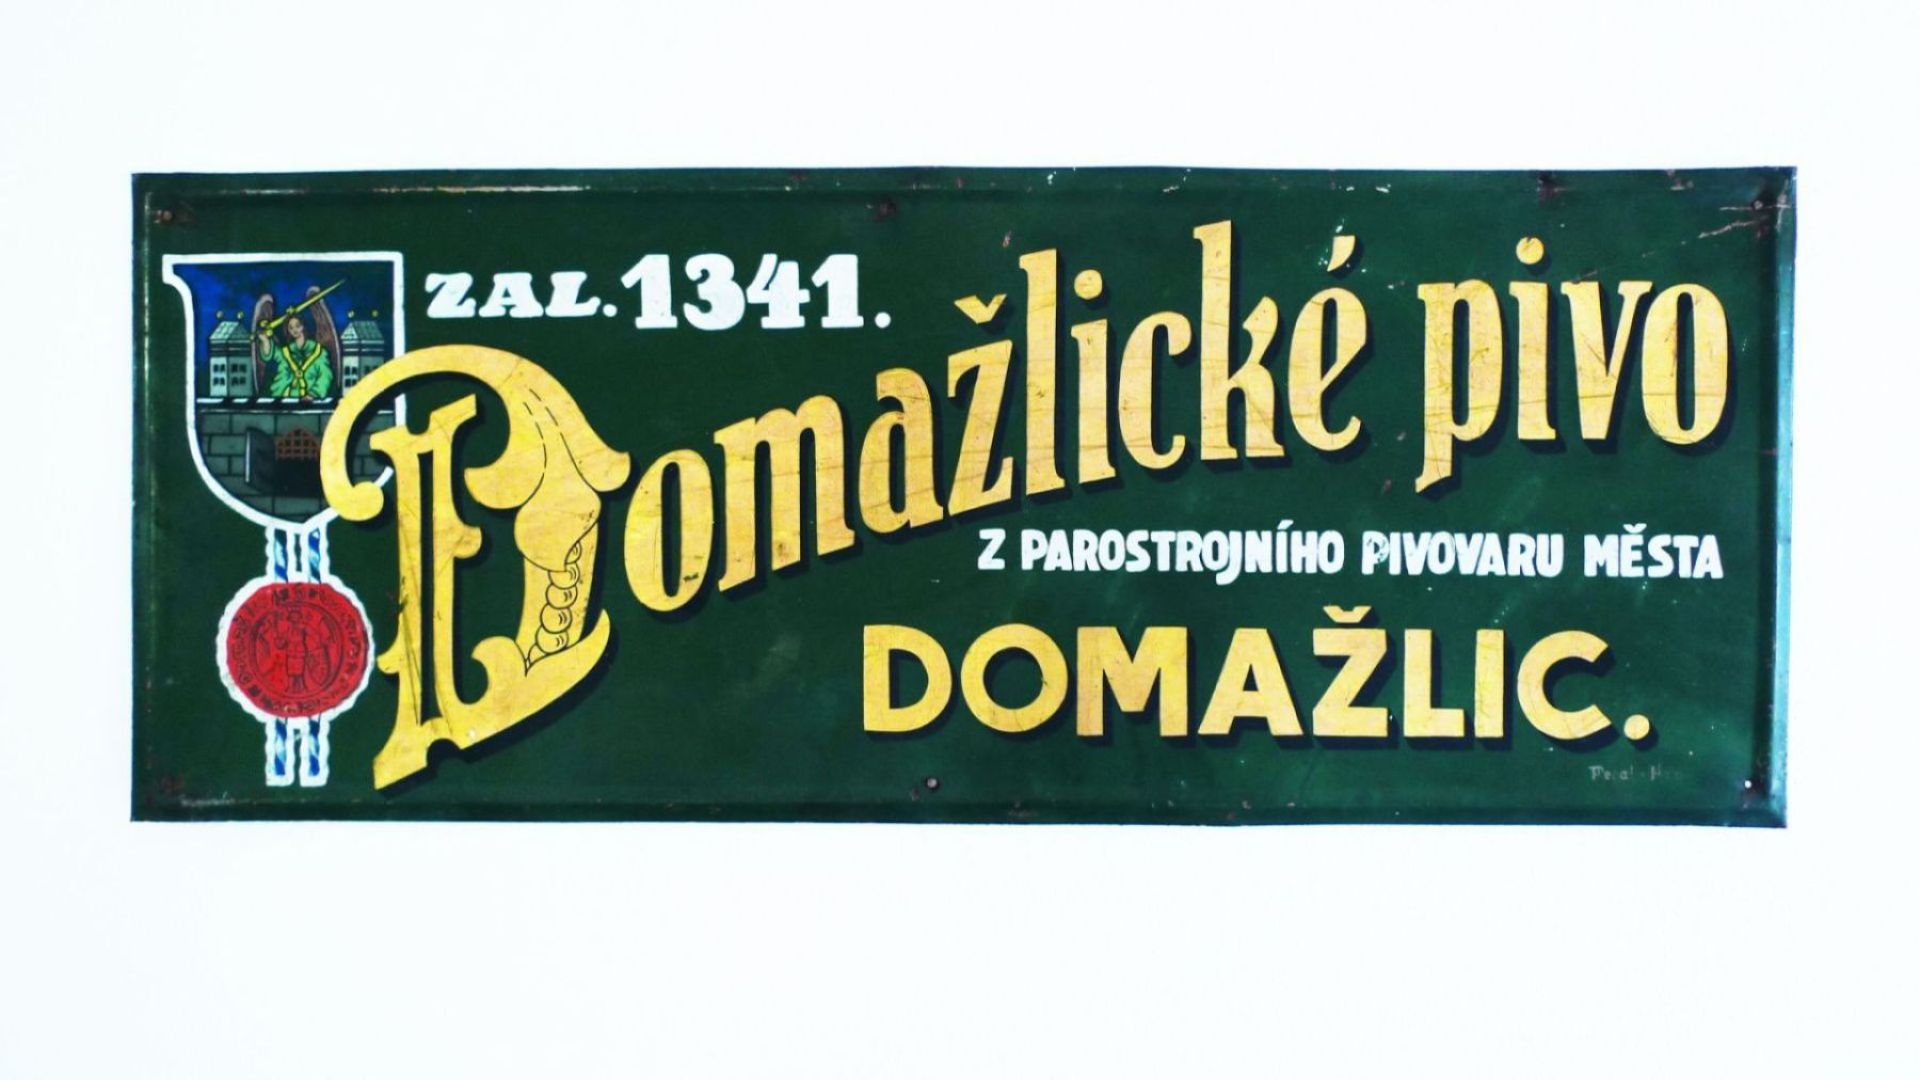 ZAL. 1341.
Domažlické pivo
Z PAROSTROJNÍHO PIVOVARU MĚSTA
DOMAŽLIC.